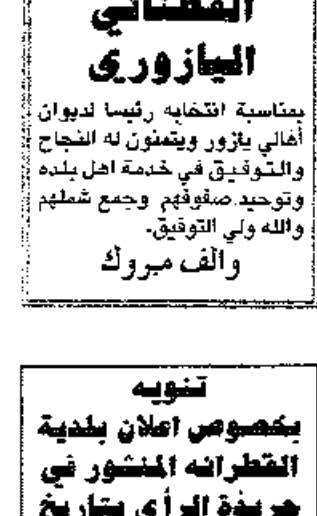 اليازوري
بمناسبة انتخابه رئيسا لديوان
أهالي يازور ويتمنون له النجاح
والتوفيق في خدمة اهل بلده
وتوحيد صفوفهم وجمع شملهم
والله ولي التوفيق.
والف مبروك
تنويه
بخصوص اعلان بلدية
القطرانه المنشور في
جريدة الرأي بتاريخ